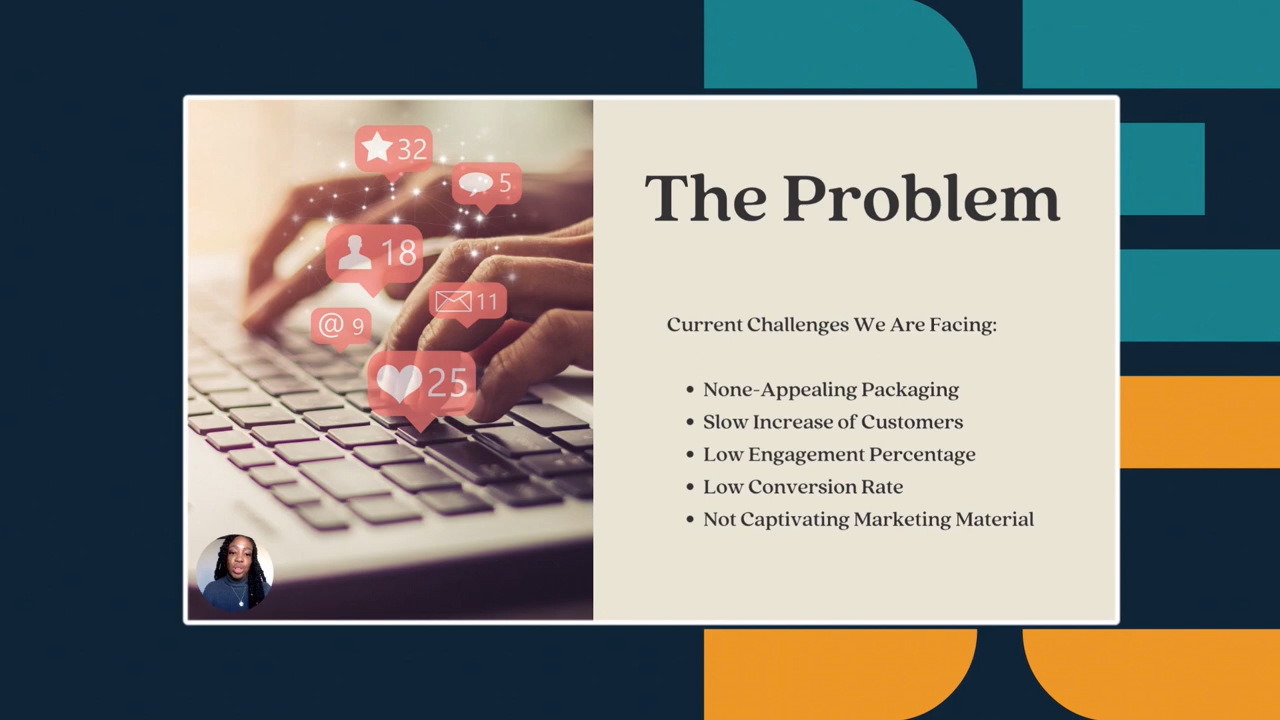 32
5
18
11
@ 9
25
The Problem
Current Challenges We Are Facing:
• None-Appealing Packaging
• Slow Increase of Customers
• Low Engagement Percentage
• Low Conversion Rate
• Not Captivating Marketing Material